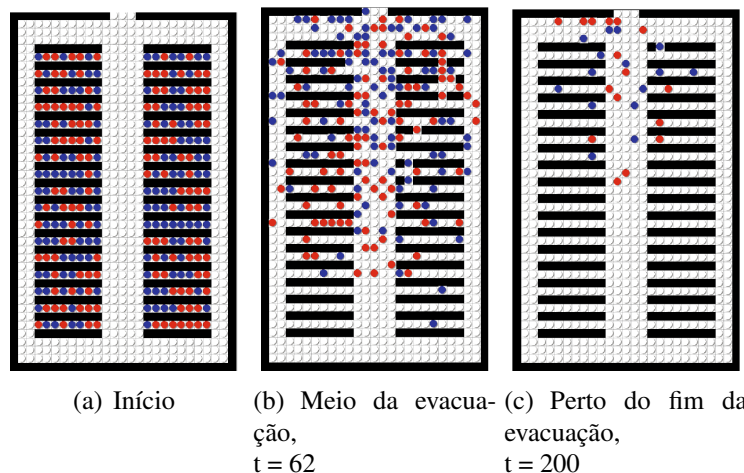 (a) Início
(b) Meio da evacua-
ção,
t = 62
(c) Perto do fim da
evacuação,
t = 200